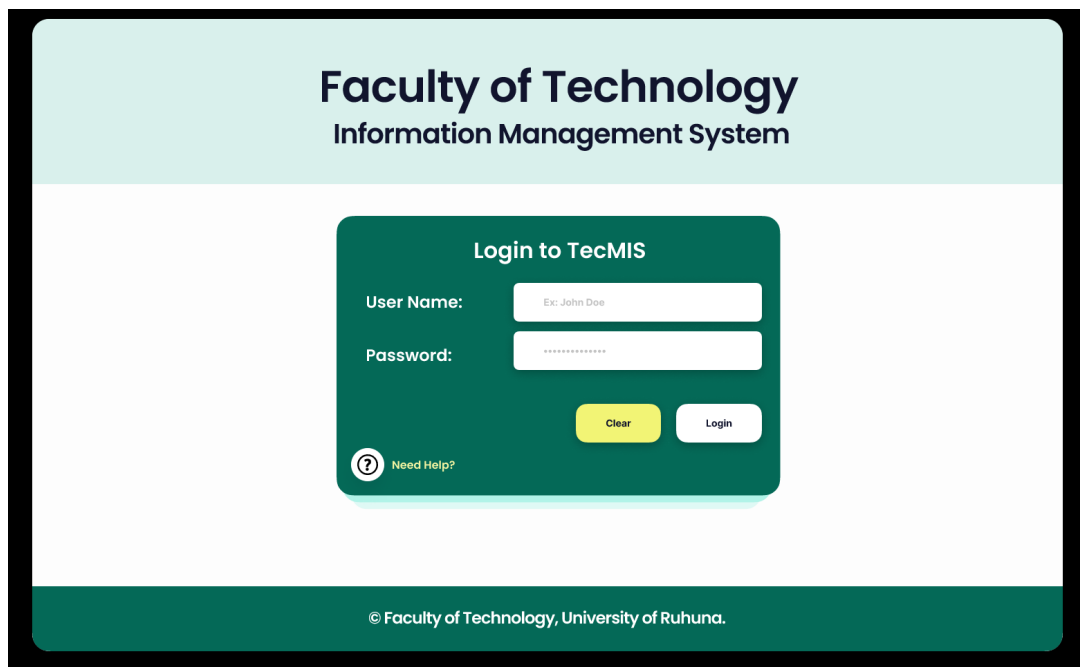 Faculty of Technology
Information Management System
Login to TecMIS
User Name:
Ex: John Doe
Password:
**************
Clear
Login
?
Need Help?
© Faculty of Technology, University of Ruhuna.